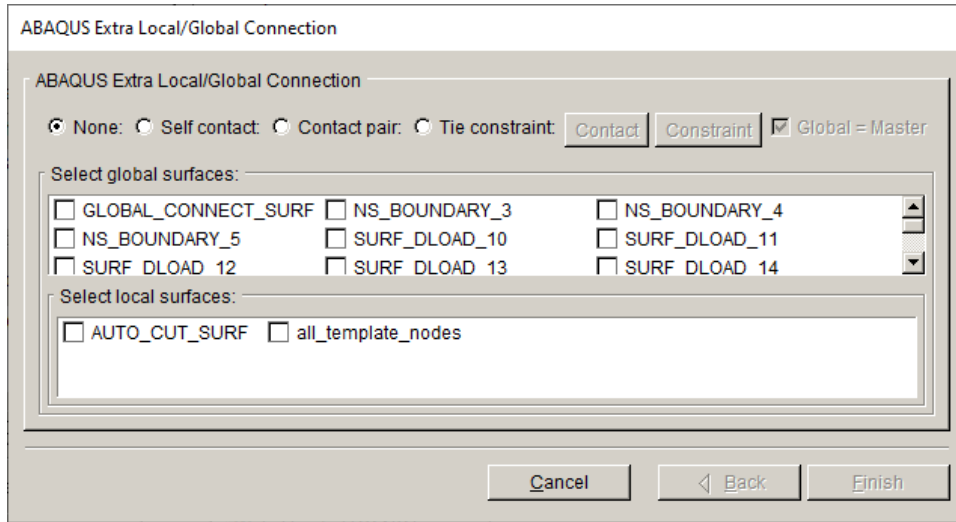 ABAQUS Extra Local/Global Connection
ABAQUS Extra Local/Global Connection
None: Self contact: Contact pair: Tie constraint: Contact Constraint Global = Master
Select global surfaces:
GLOBAL_CONNECT_SURF NS_BOUNDARY_3 NS_BOUNDARY_4
NS_BOUNDARY_5 SURF_DLOAD_10 SURF_DLOAD_11
SURF_DLOAD_12 SURF_DLOAD_13 SURF_DLOAD_14
Select local surfaces:
AUTO_CUT_SURF all_template_nodes
Cancel Back Finish